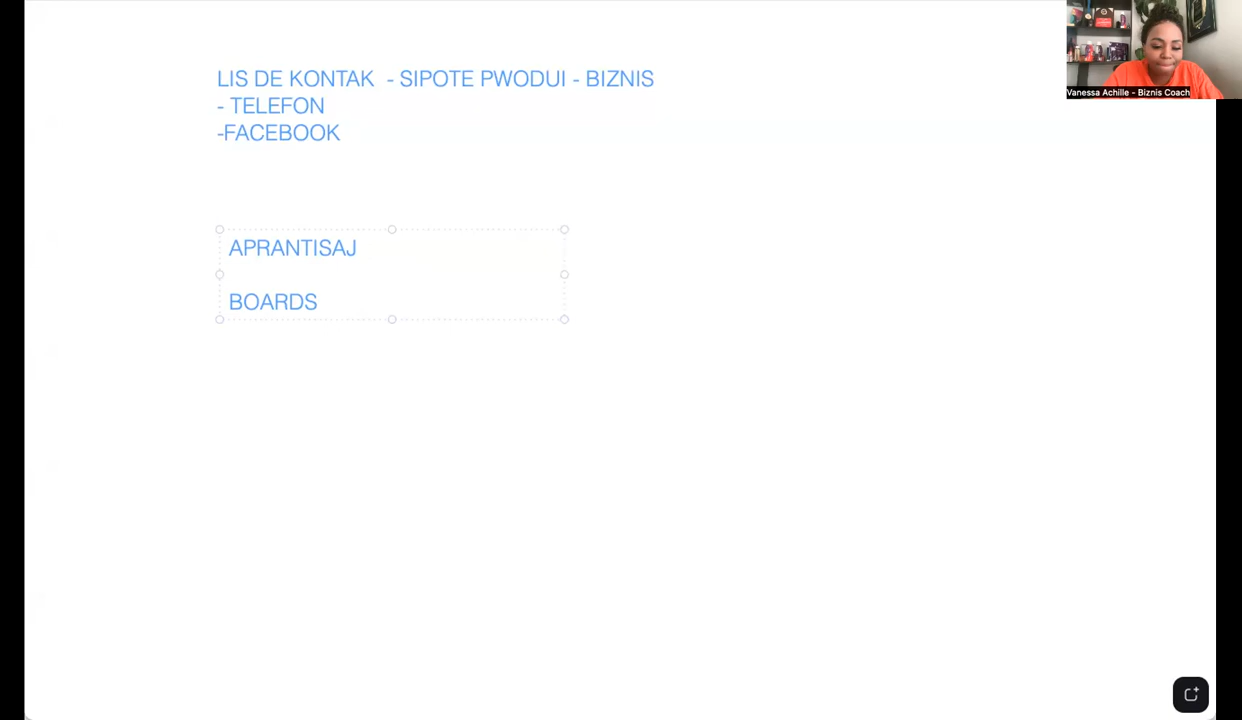 LIS DE KONTAK - SIPOTE PWODUI - BIZNIS
- TELEFON
-FACEBOOK
APRANTISAJ
BOARDS
Vanessa Achille - Biznis Coach